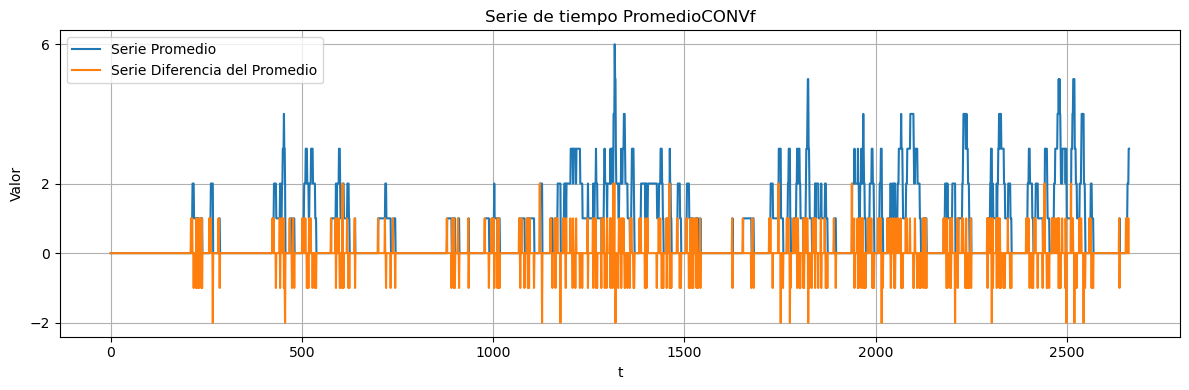 Serie de tiempo PromedioCONVf
Serie Promedio
Serie Diferencia del Promedio
Valor
6
2
0
−2
0
500
1000
1500
2000
2500
t